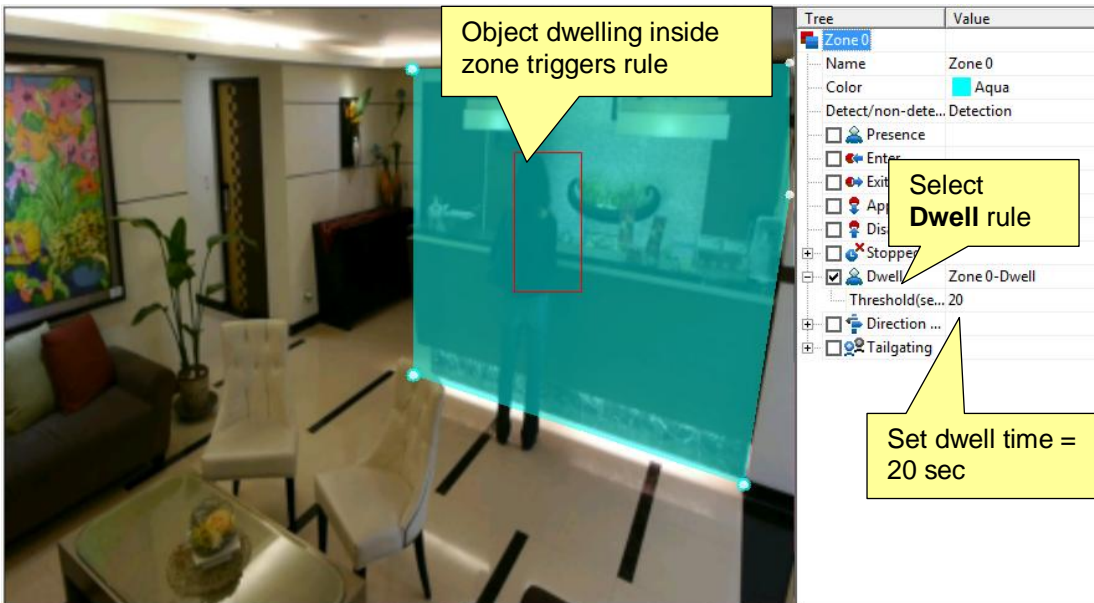 Object dwelling inside
zone triggers rule
Tree Value
Zone 0
Name Zone 0
Color Aqua
Detect/non-dete... Detection
Presence
Enter
Exit
Select
Dwell rule
App
Disa
Stopped
Dwell Zone 0-Dwell
Threshold(se... 20
Direction ...
Tailgating
Set dwell time =
20 sec